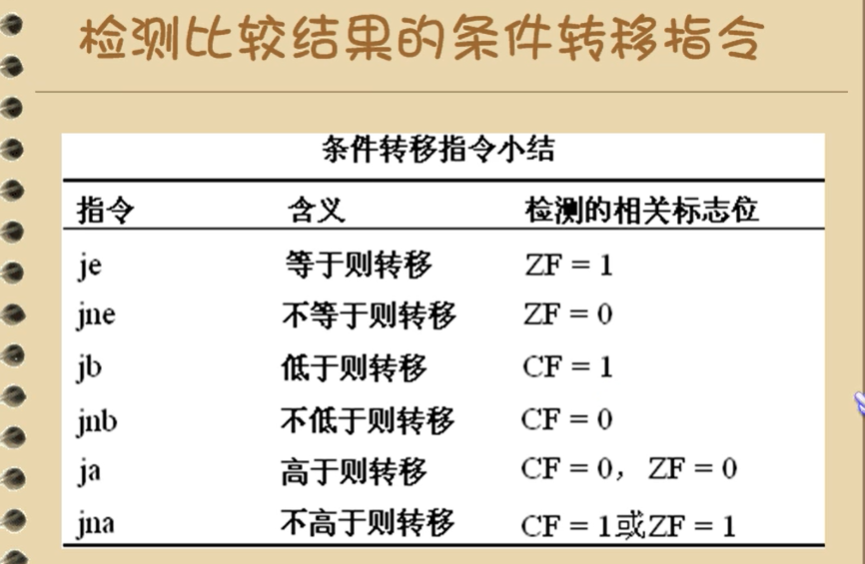 检测比较结果的条件转移指令
条件转移指令小结
指令 含义 检测的相关标志位
je 等于则转移 ZF = 1
jne 不等于则转移 ZF = 0
jb 低于则转移 CF = 1
jnb 不低于则转移 CF = 0
ja 高于则转移 CF = 0， ZF = 0
jna 不高于则转移 CF = 1或ZF = 1